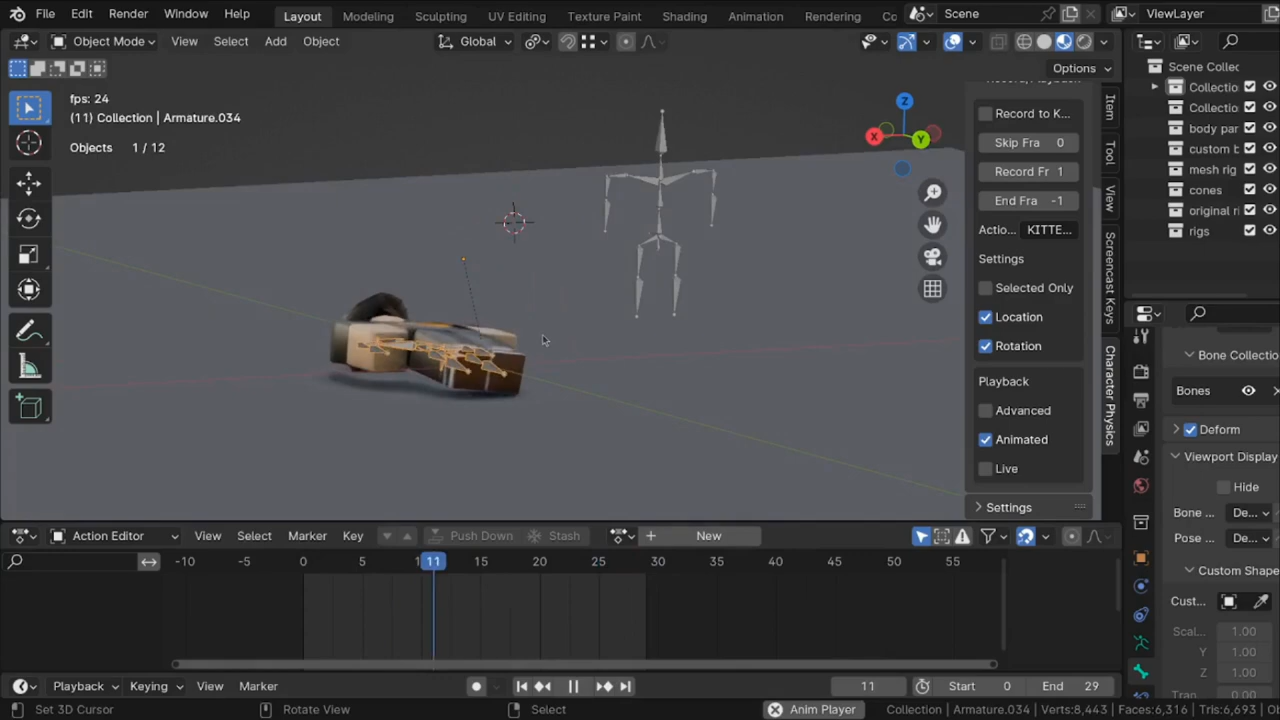 File Edit Render Window Help Layout Modeling Sculpting UV Editing Texture Paint Shading Animation Rendering Co Scene ViewLayer
Object Mode View Select Add Object Global
Options
fps: 24
(11) Collection | Armature.034
Objects 1 / 12
Z
X
Y
Record to K...
Skip Fra 0
Record Fr 1
End Fra -1
Actio... KITTE...
Settings
Selected Only
Location
Rotation
Playback
Advanced
Animated
Live
Settings
Item
Tool
View
Screencast Keys
Character Physics
Scene Collec
Collectio
Collectio
body par
custom b
mesh rig
cones
original ri
rigs
Bone Collectio
Bones
Deform
Viewport Display
Hide
Bone ... De...
Pose ... De...
Custom Shape
Cust...
Scal... 1.00
Y 1.00
Z 1.00
Tran 0.00
Action Editor View Select Marker Key Push Down Stash New
-10 -5 0 5 1 11 15 20 25 30 35 40 45 50 55
Playback Keying View Marker 11 Start 0 End 29
Set 3D Cursor Rotate View Select Anim Player Collection | Armature.034 | Verts:8,443 | Faces:6,316 | Tris:6,693 | Ob